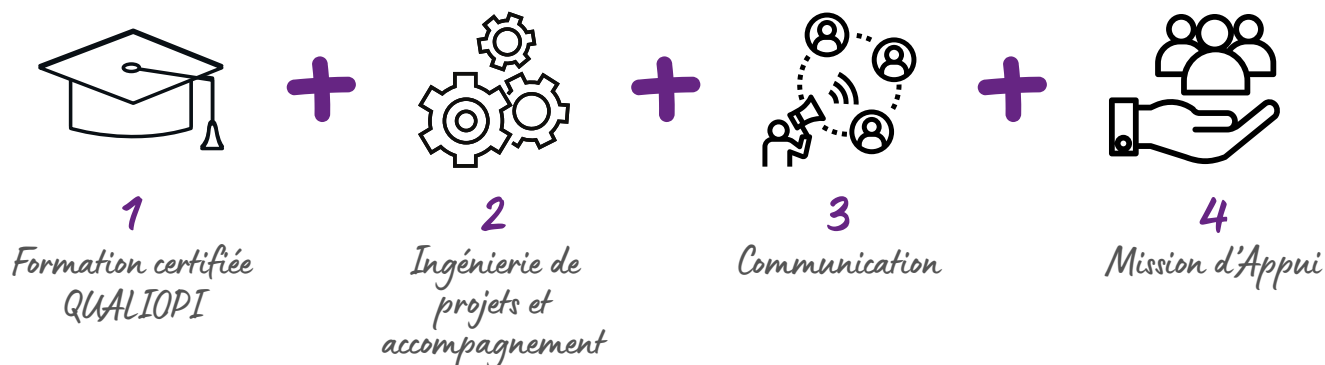 1
Formation certifiée
QUALIOPI
2
Ingénierie de
projets et
accompagnement
3
Communication
4
Mission d'Appui